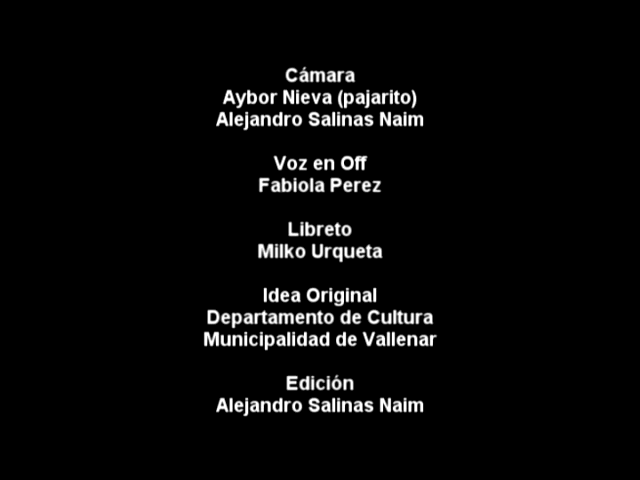 Cámara
Aybor Nieva (pajarito)
Alejandro Salinas Naim
Voz en Off
Fabiola Perez
Libreto
Milko Urqueta
Idea Original
Departamento de Cultura
Municipalidad de Vallenar
Edición
Alejandro Salinas Naim